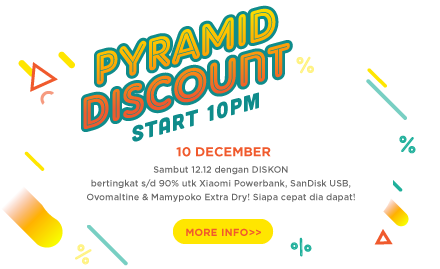 PYRAMID
DISCOUNT
START 10PM
10 DECEMBER
Sambut 12.12 dengan DISKON
bertingkat s/d 90% utk Xiaomi Powerbank, SanDisk USB,
Ovomaltine & Mamypoko Extra Dry! Siapa cepat dia dapat!
MORE INFO>>